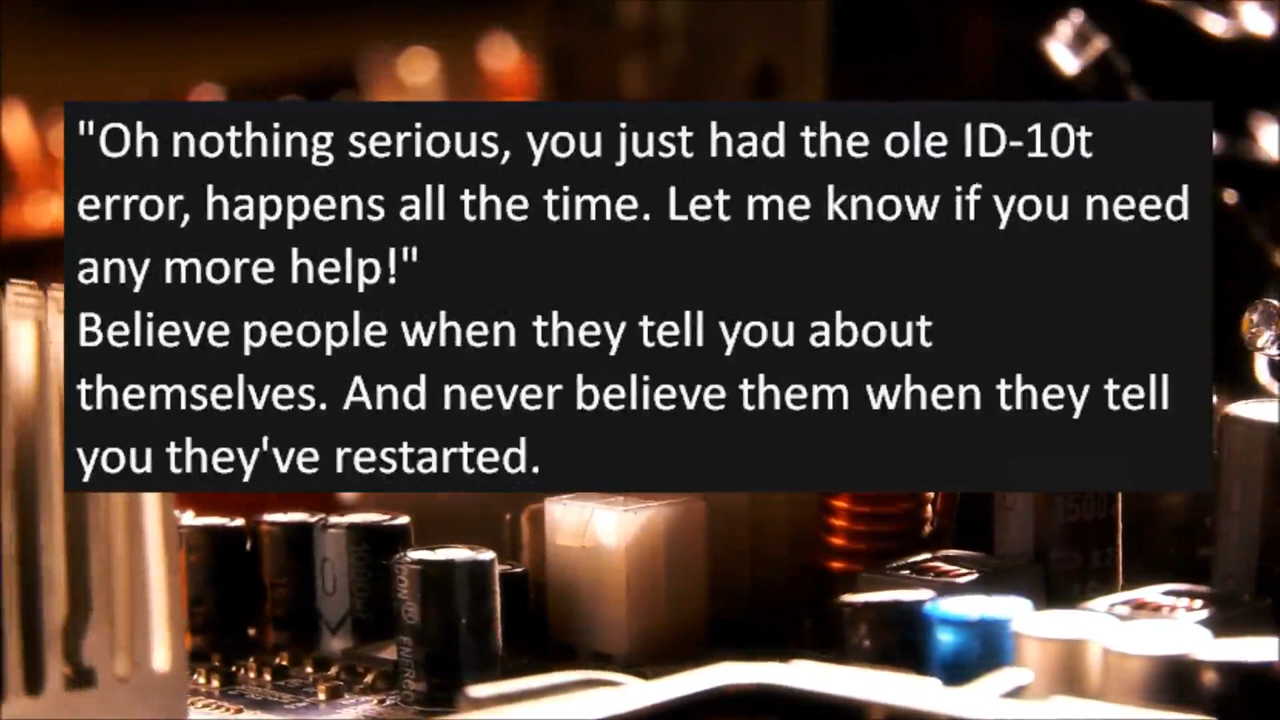 "Oh nothing serious, you just had the ole ID-10t
error, happens all the time. Let me know if you need
any more help!"
Believe people when they tell you about
themselves. And never believe them when they tell
you they've restarted.